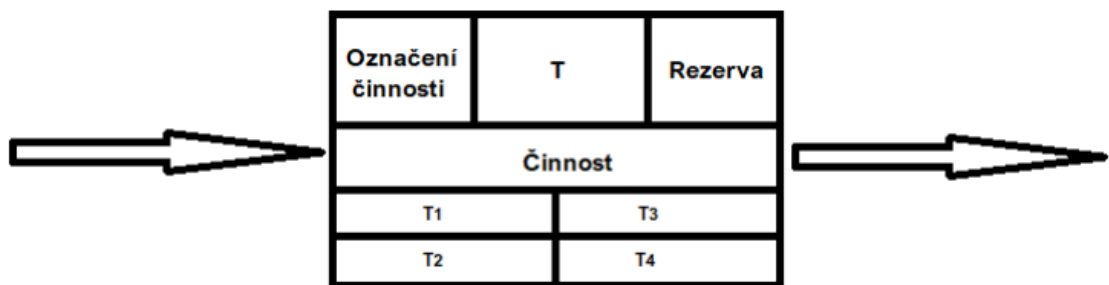 Označení
činnosti
T
Rezerva
Činnost
T1
T3
T2
T4